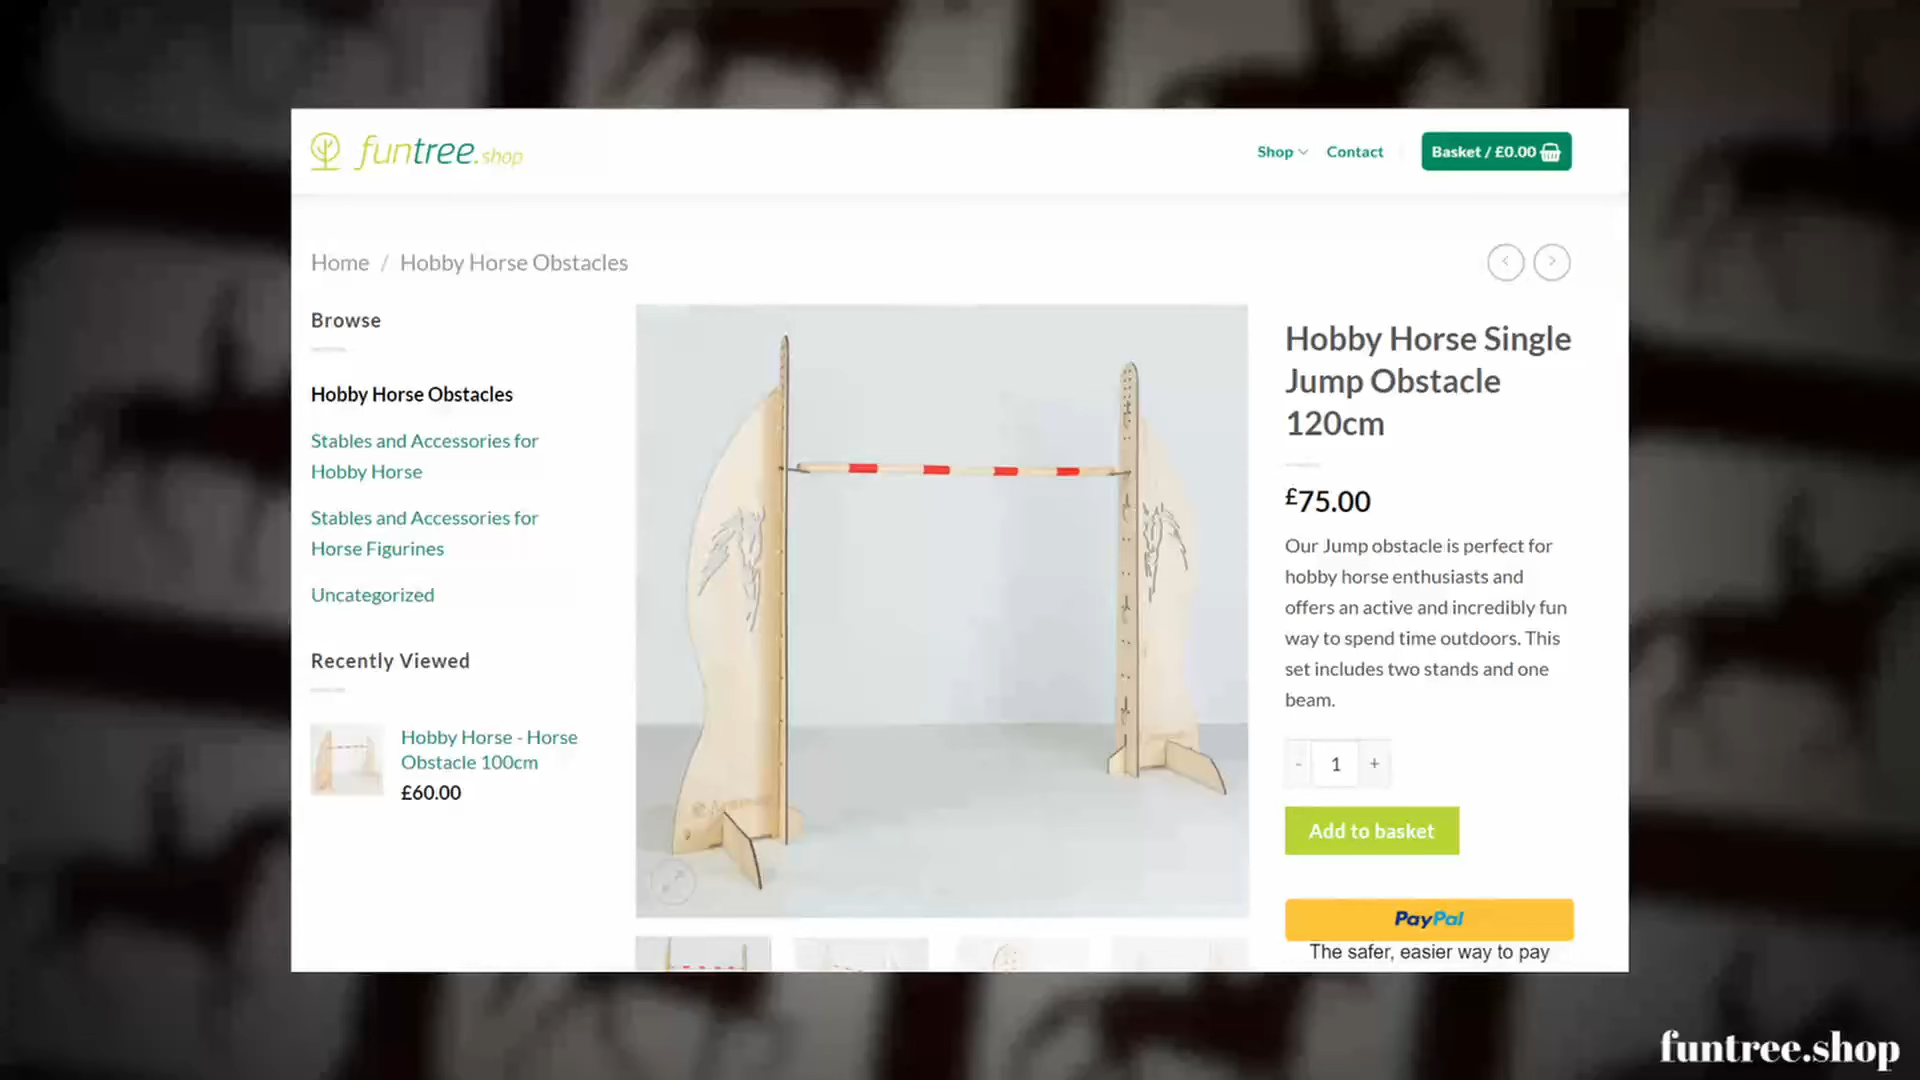 funtree.shop
Shop
Contact
Basket / £0.00
Home / Hobby Horse Obstacles
Browse
Hobby Horse Obstacles
Stables and Accessories for
Hobby Horse
Stables and Accessories for
Horse Figurines
Uncategorized
Recently Viewed
Hobby Horse - Horse
Obstacle 100cm
£60.00
Hobby Horse Single
Jump Obstacle
120cm
£75.00
Our Jump obstacle is perfect for
hobby horse enthusiasts and
offers an active and incredibly fun
way to spend time outdoors. This
set includes two stands and one
beam.
- 1 +
Add to basket
PayPal
The safer, easier way to pay
funtree.shop